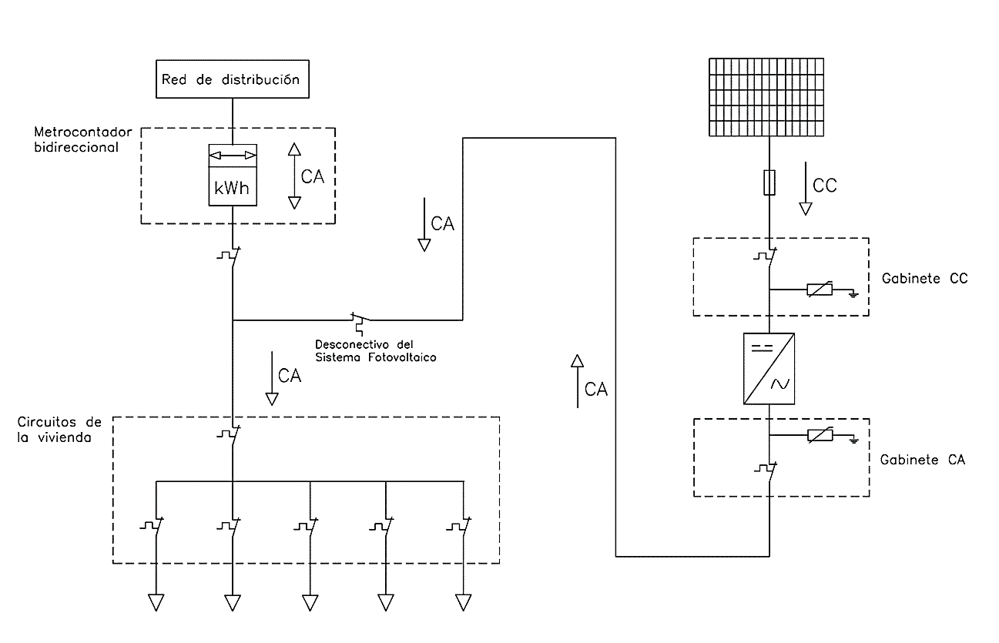 Red de distribución
Metrocontador
bidireccional
kWh
CA
CA
CC
Gabinete CC
Desconectivo del
Sistema Fotovoltaico
CA
CA
Circuitos de
la vivienda
Gabinete CA